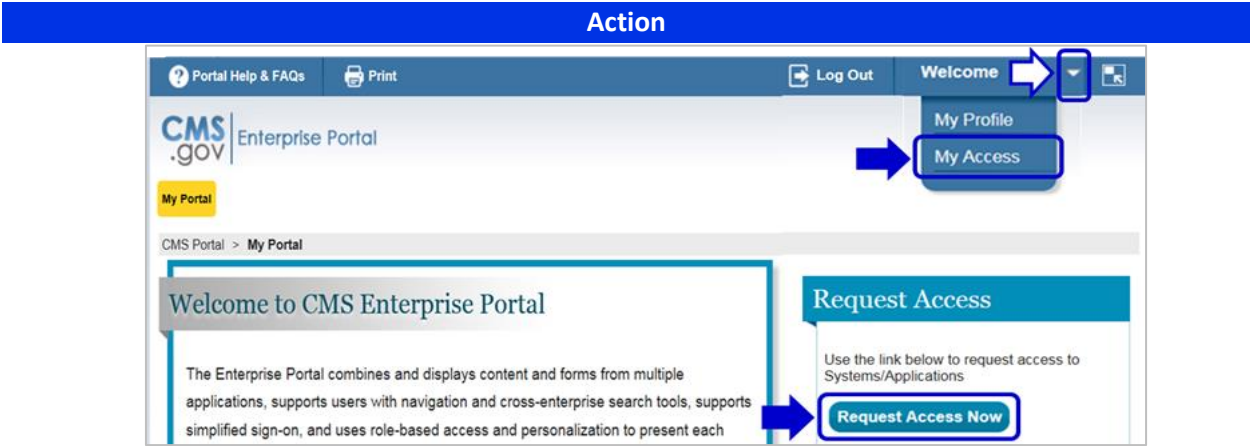 Action
Portal Help & FAQs Print Log Out Welcome
My Profile
My Access
CMS
.gov
Enterprise Portal
My Portal
CMS Portal > My Portal
Welcome to CMS Enterprise Portal
The Enterprise Portal combines and displays content and forms from multiple
applications, supports users with navigation and cross-enterprise search tools, supports
simplified sign-on, and uses role-based access and personalization to present each
Request Access
Use the link below to request access to
Systems/Applications
Request Access Now